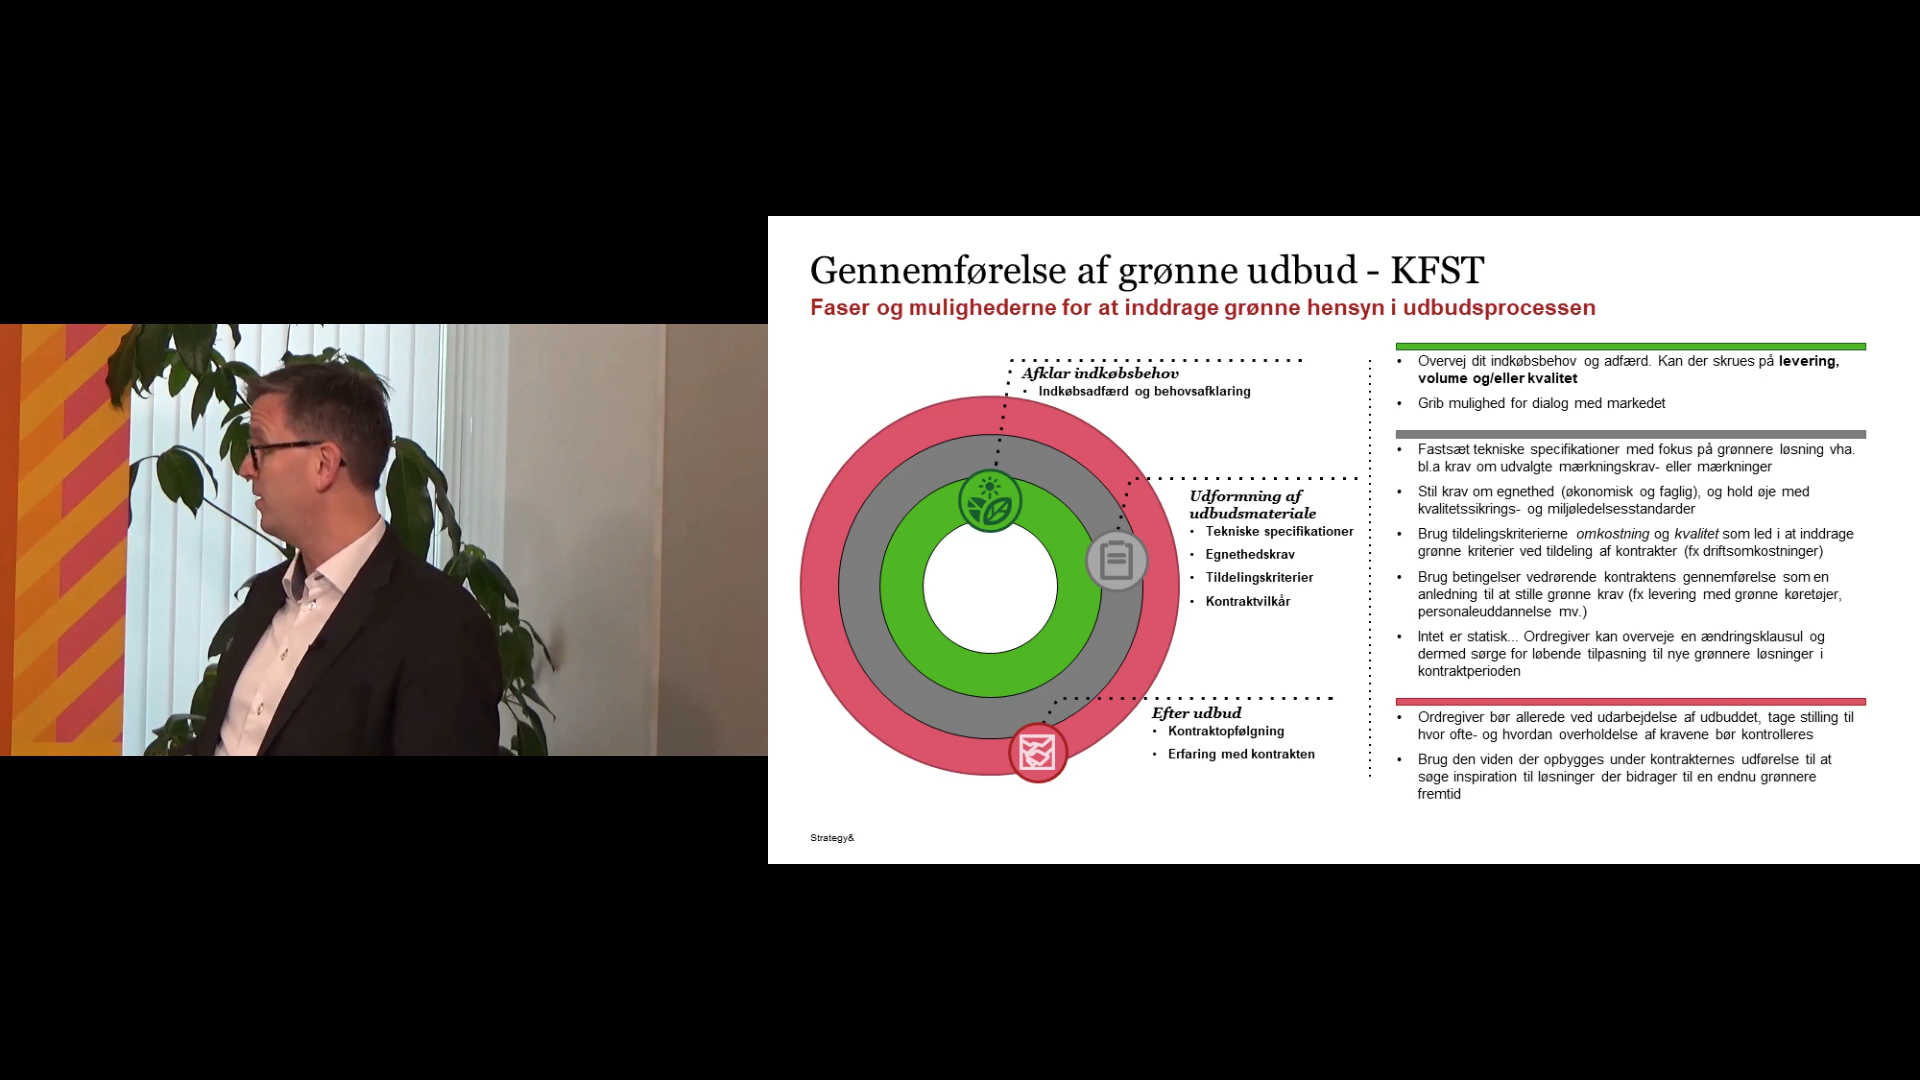 Gennemførelse af grønne udbud - KFST
Faser og mulighederne for at inddrage grønne hensyn i udbudsprocessen
Afklar indkøbsbehov
• Indkøbsadfærd og behovsafklaring
Udformning af
udbudsmateriale
• Tekniske specifikationer
• Egnethedskrav
• Tildelingskriterier
• Kontraktvilkår
Efter udbud
• Kontraktopfølgning
• Erfaring med kontrakten
• Overvej dit indkøbsbehov og adfærd. Kan der skrues på levering,
volume og/eller kvalitet
• Grib mulighed for dialog med markedet
• Fastsæt tekniske specifikationer med fokus på grønnere løsning vha.
bl.a krav om udvalgte mærkningskrav- eller mærkninger
• Stil krav om egnethed (økonomisk og faglig), og hold øje med
kvalitetssikrings- og miljøledelsesstandarder
• Brug tildelingskriterierne omkostning og kvalitet som led i at inddrage
grønne kriterier ved tildeling af kontrakter (fx driftsomkostninger)
• Brug betingelser vedrørende kontraktens gennemførelse som en
anledning til at stille grønne krav (fx levering med grønne køretøjer,
personaleuddannelse mv.)
• Intet er statisk... Ordregiver kan overveje en ændringsklausul og
dermed sørge for løbende tilpasning til nye grønnere løsninger i
kontraktperioden
• Ordregiver bør allerede ved udarbejdelse af udbuddet, tage stilling til
hvor ofte- og hvordan overholdelse af kravene bør kontrolleres
• Brug den viden der opbygges under kontrakternes udførelse til at
søge inspiration til løsninger der bidrager til en endnu grønnere
fremtid
Strategy&